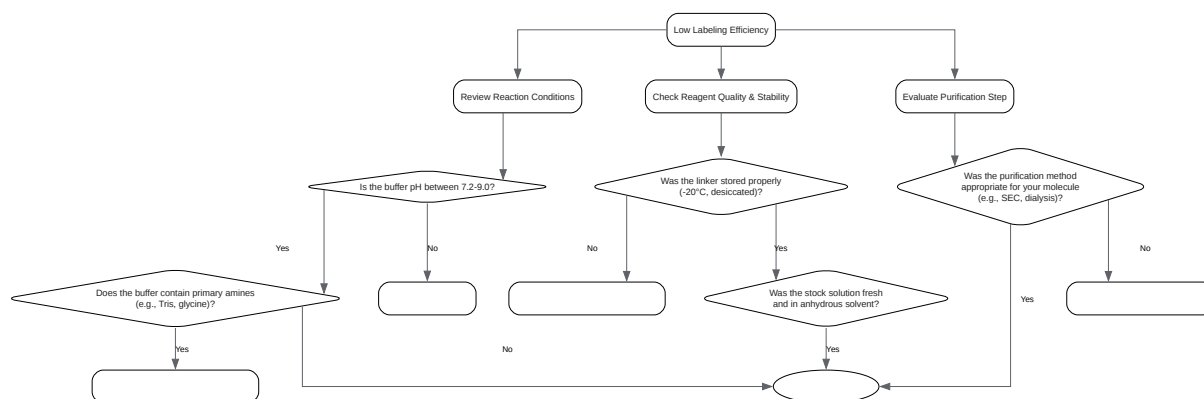 Low Labeling Efficiency
Review Reaction Conditions
Check Reagent Quality & Stability
Evaluate Purification Step
Is the buffer pH between 7.2-9.0?
Was the linker stored properly
(-20°C, desiccated)?
Was the purification method
appropriate for your molecule
(e.g., SEC, dialysis)?
Yes
No
No
Yes
No
Does the buffer contain primary amines
(e.g., Tris, glycine)?
Was the stock solution fresh
and in anhydrous solvent?
Yes
Yes
No
Yes